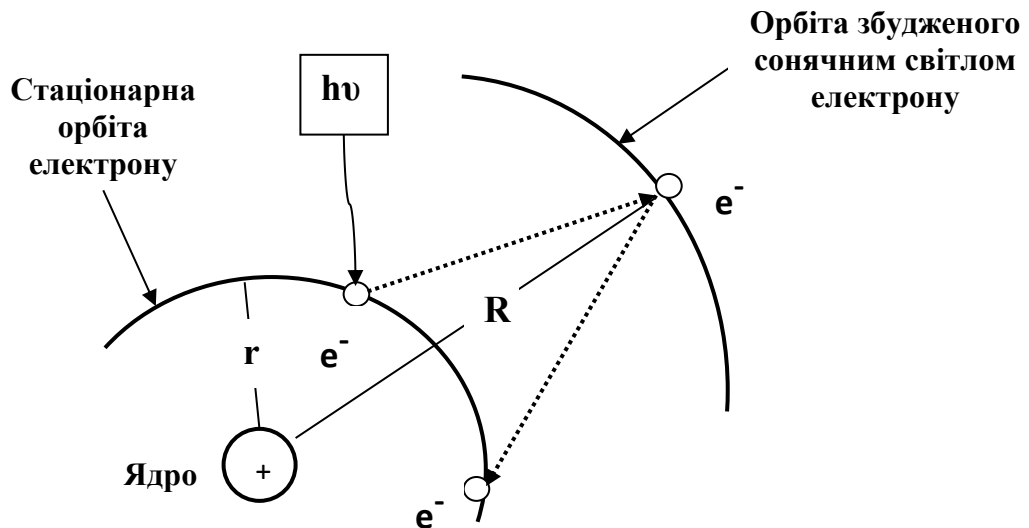 Орбіта збудженого
сонячним світлом
електрону
Стаціонарна
орбіта
електрону
hυ
e-
R
r
e-
Ядро
+
e-